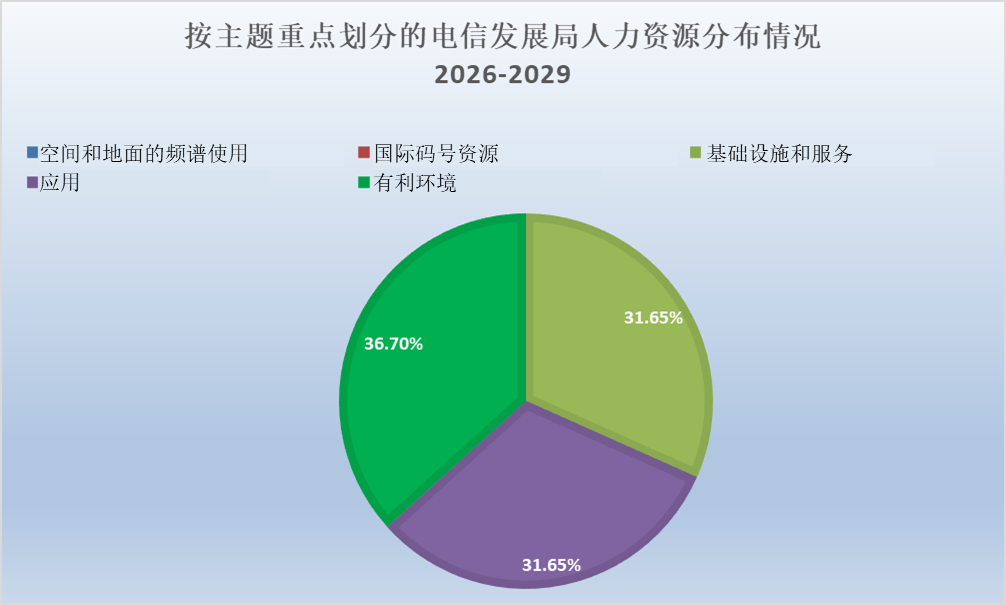 按主题重点划分的电信发展局人力资源分布情况
2026-2029
空间和地面的频谱使用
国际码号资源
基础设施和服务
应用
有利环境
31.65%
36.70%
31.65%